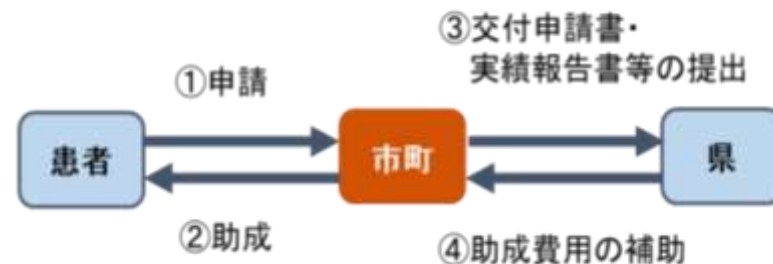 ③交付申請書・
実績報告書等の提出
①申請
患者
市町
県
②助成
④助成費用の補助